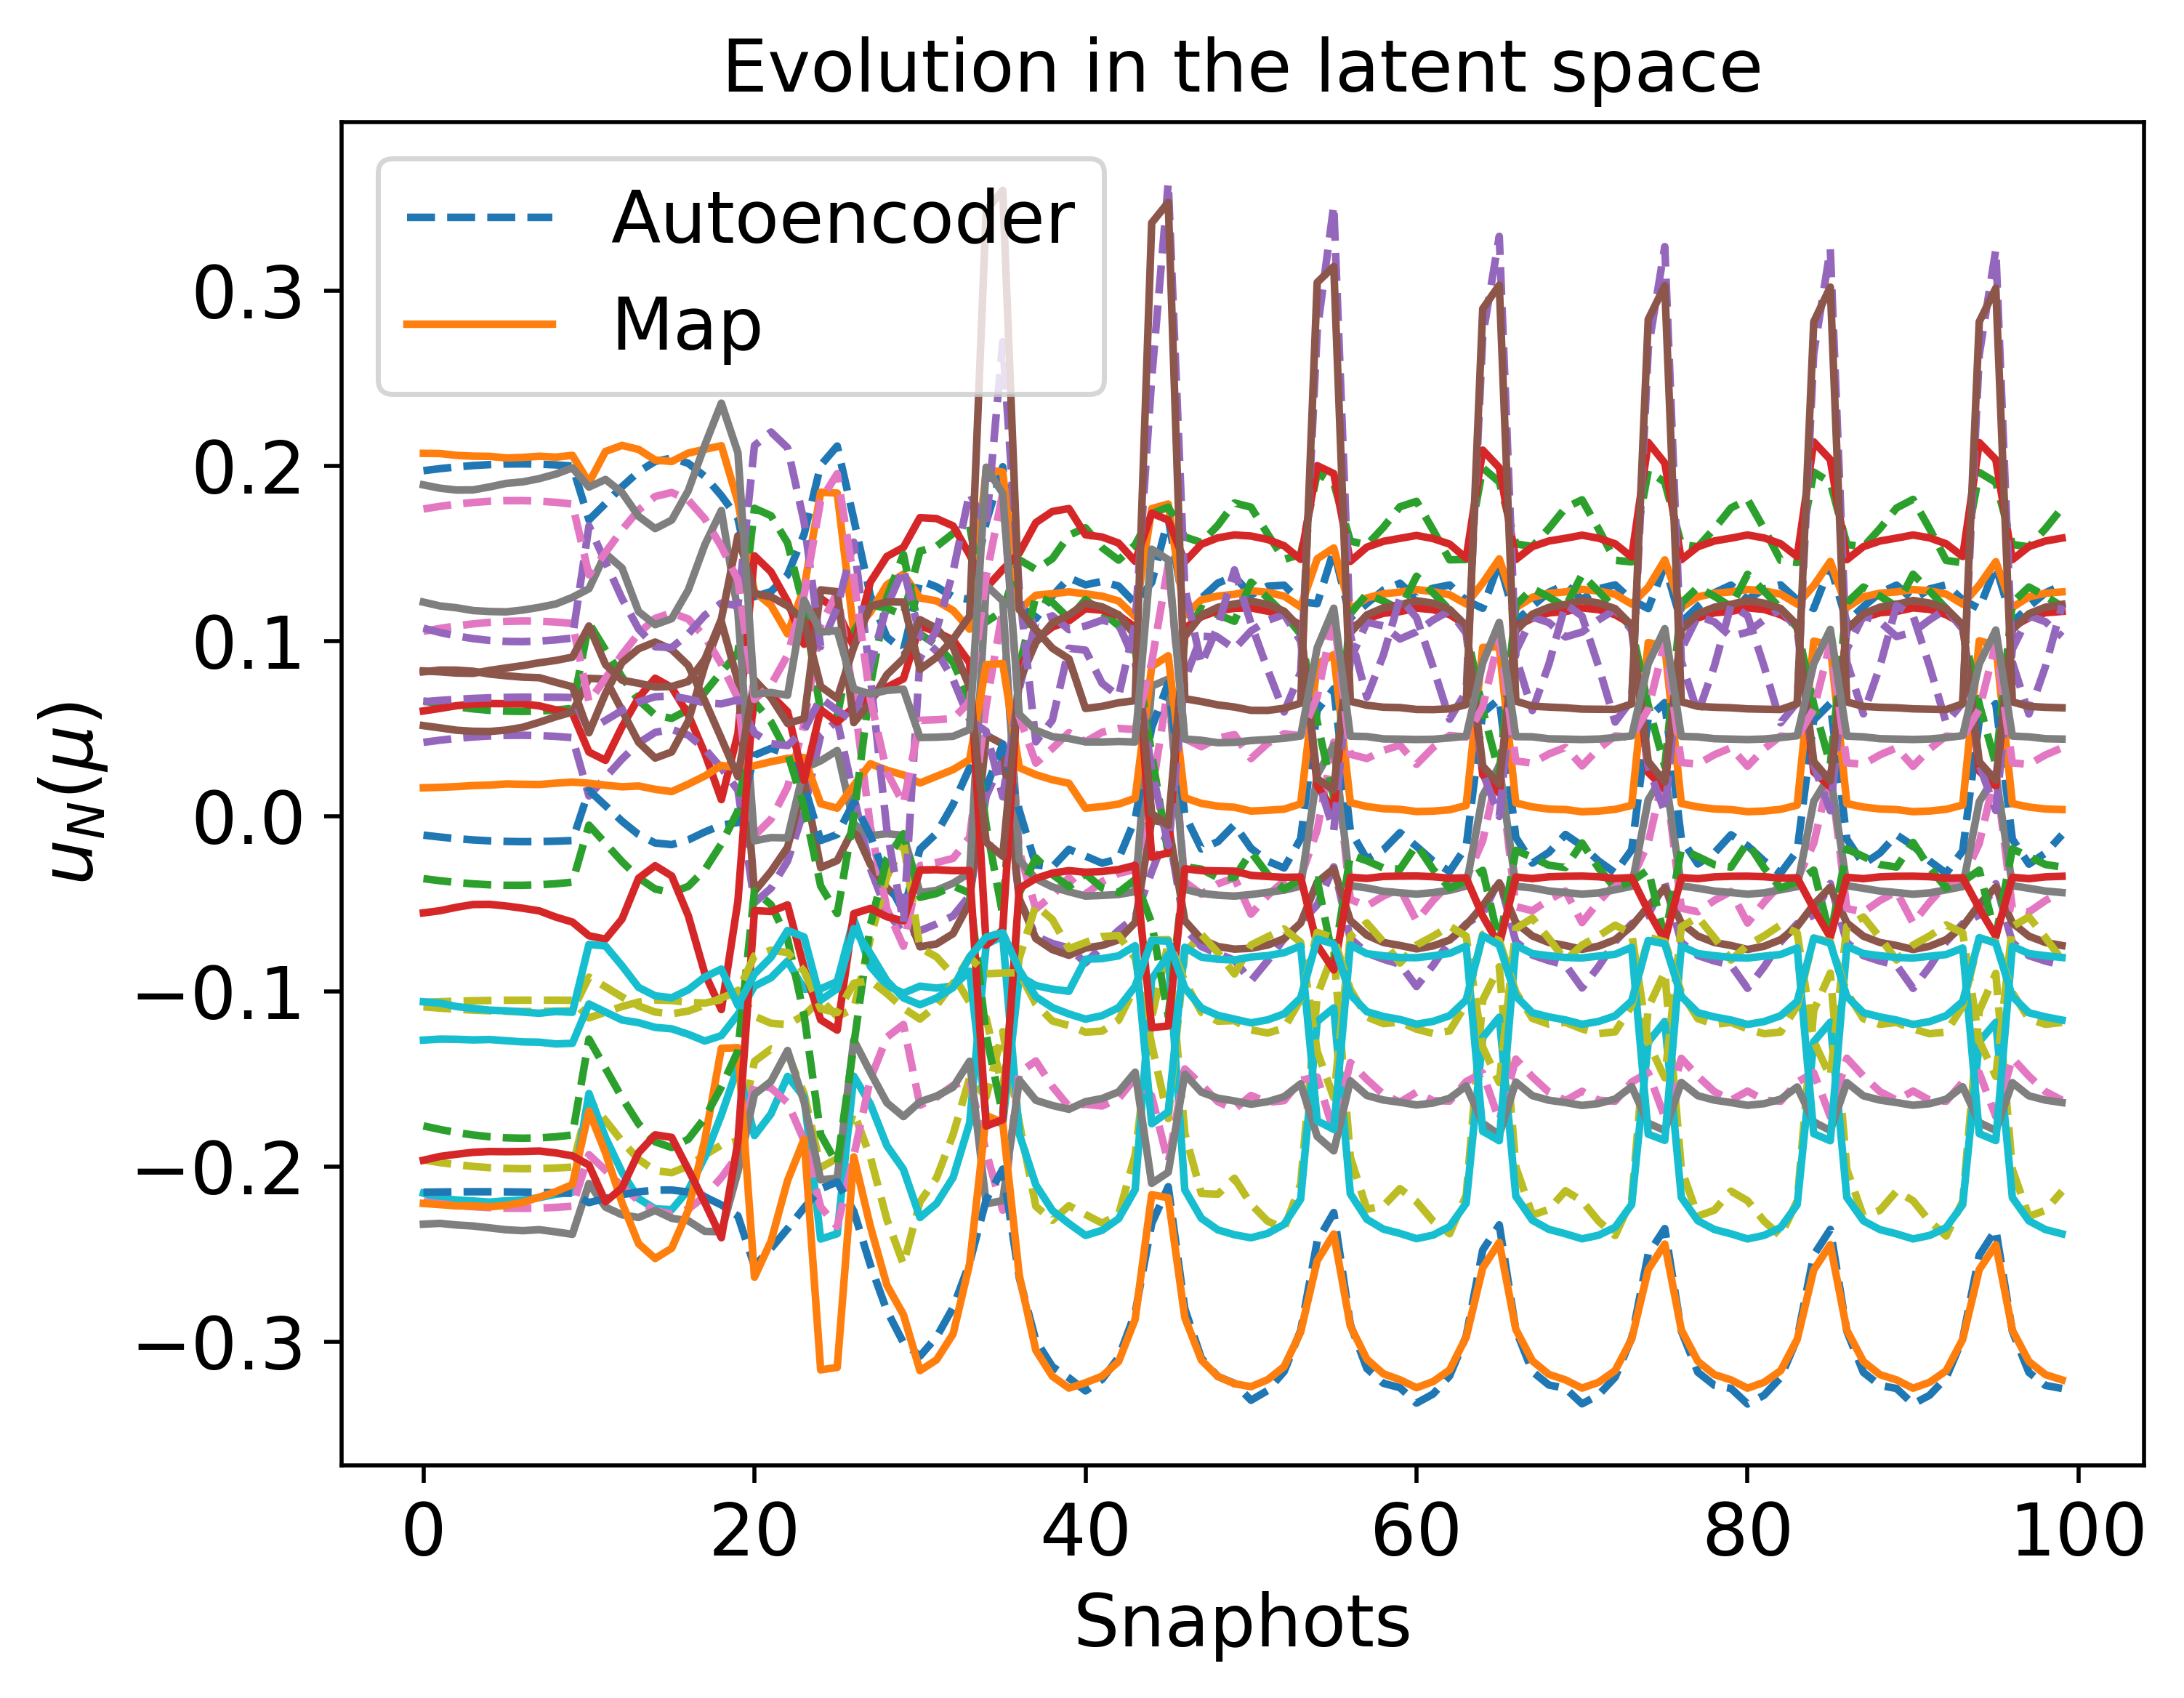 Evolution in the latent space
Autoencoder
Map
0.3
0.2
0.1
0.0
−0.1
−0.2
−0.3
u_N(μ)
0 20 40 60 80 100
Snaphots